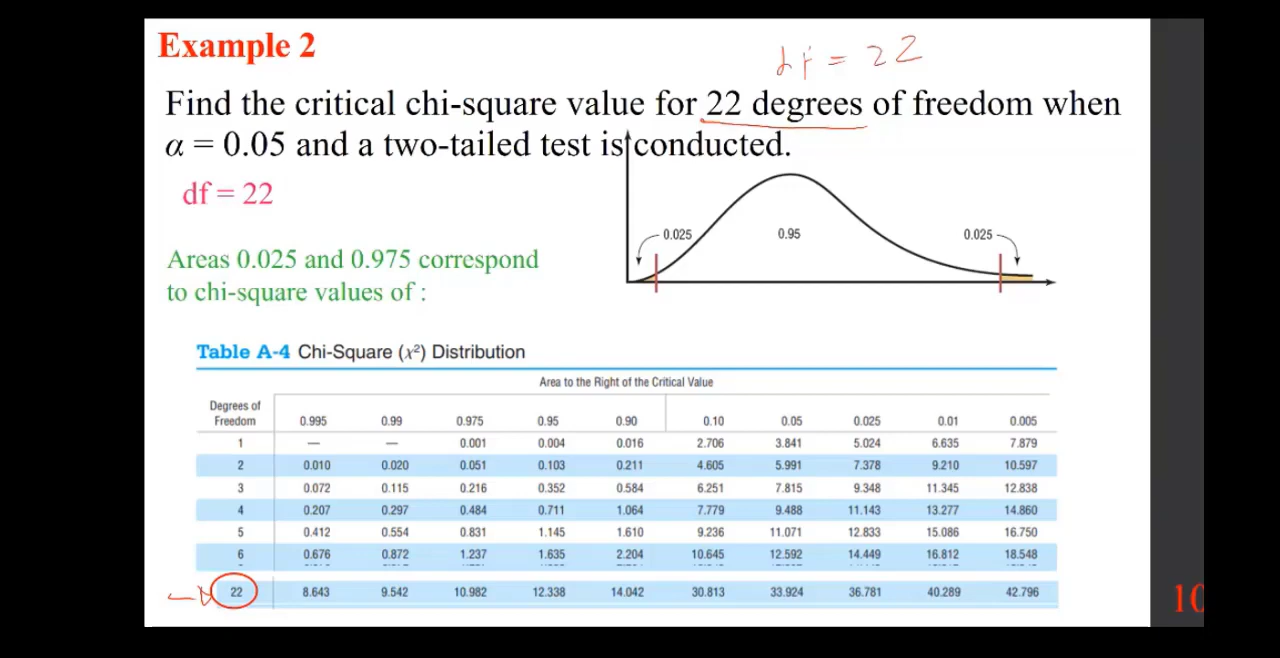 Example 2
df = 22
Find the critical chi-square value for 22 degrees of freedom when
α = 0.05 and a two-tailed test is conducted.
df = 22
Areas 0.025 and 0.975 correspond
to chi-square values of :
0.025 0.95 0.025
Table A-4 Chi-Square (χ²) Distribution
Area to the Right of the Critical Value
Degrees of
Freedom 0.995 0.99 0.975 0.95 0.90 0.10 0.05 0.025 0.01 0.005
1 — — 0.001 0.004 0.016 2.706 3.841 5.024 6.635 7.879
2 0.010 0.020 0.051 0.103 0.211 4.605 5.991 7.378 9.210 10.597
3 0.072 0.115 0.216 0.352 0.584 6.251 7.815 9.348 11.345 12.838
4 0.207 0.297 0.484 0.711 1.064 7.779 9.488 11.143 13.277 14.860
5 0.412 0.554 0.831 1.145 1.610 9.236 11.071 12.833 15.086 16.750
6 0.676 0.872 1.237 1.635 2.204 10.645 12.592 14.449 16.812 18.548
22 8.643 9.542 10.982 12.338 14.042 30.813 33.924 36.781 40.289 42.796
10